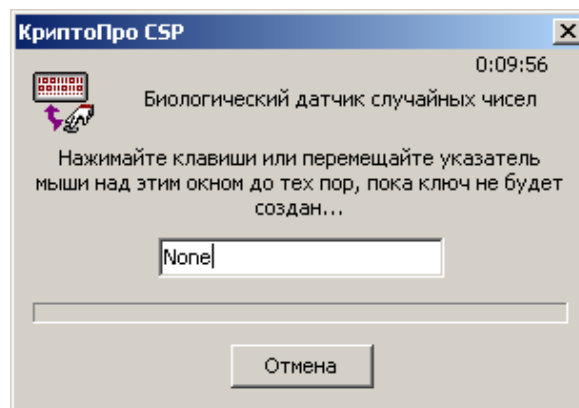 КриптоПро CSP
0:09:56
Биологический датчик случайных чисел
Нажимайте клавиши или перемещайте указатель
мыши над этим окном до тех пор, пока ключ не будет
создан...
None
Отмена